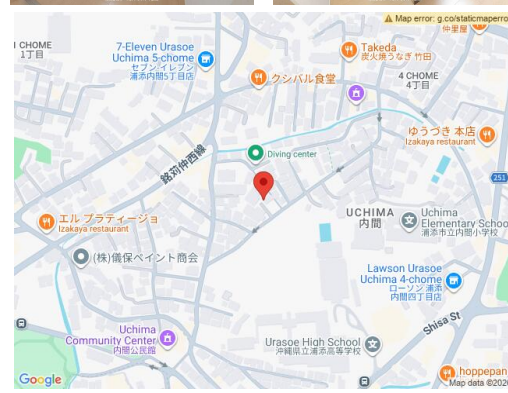 Map error: g.co/staticmaperro
仲里屋
I CHOME
1丁目
7-Eleven Urasoe
Uchima 5-chome
セブン-イレブン
浦添内間5丁目店
Takeda
炭火焼うなぎ 竹田
クシバル食堂
4 CHOME
4丁目
ゆうづき 本店
Izakaya restaurant
Diving center
銘苅仲西線
251
UCHIMA
内間
Uchima
Elementary Schoo
浦添市立内間小学校
エル プラティージョ
Izakaya restaurant
(株)儀保ペイント商会
Lawson Urasoe
Uchima 4-chome
ローソン 浦添
内間四丁目店
Shisa St
Uchima
Community Center
内間公民館
Urasoe High School
沖縄県立浦添高等学校
hoppepan
Google
Map data ©2026